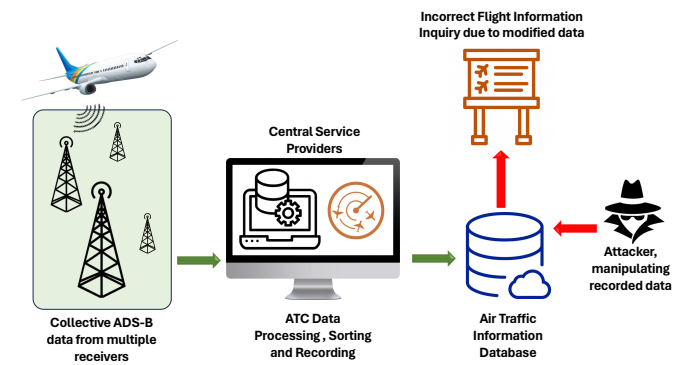 Incorrect Flight Information
Inquiry due to modified data
Central Service
Providers
Attacker,
manipulating
recorded data
Collective ADS-B
data from multiple
receivers
ATC Data
Processing , Sorting
and Recording
Air Traffic
Information
Database